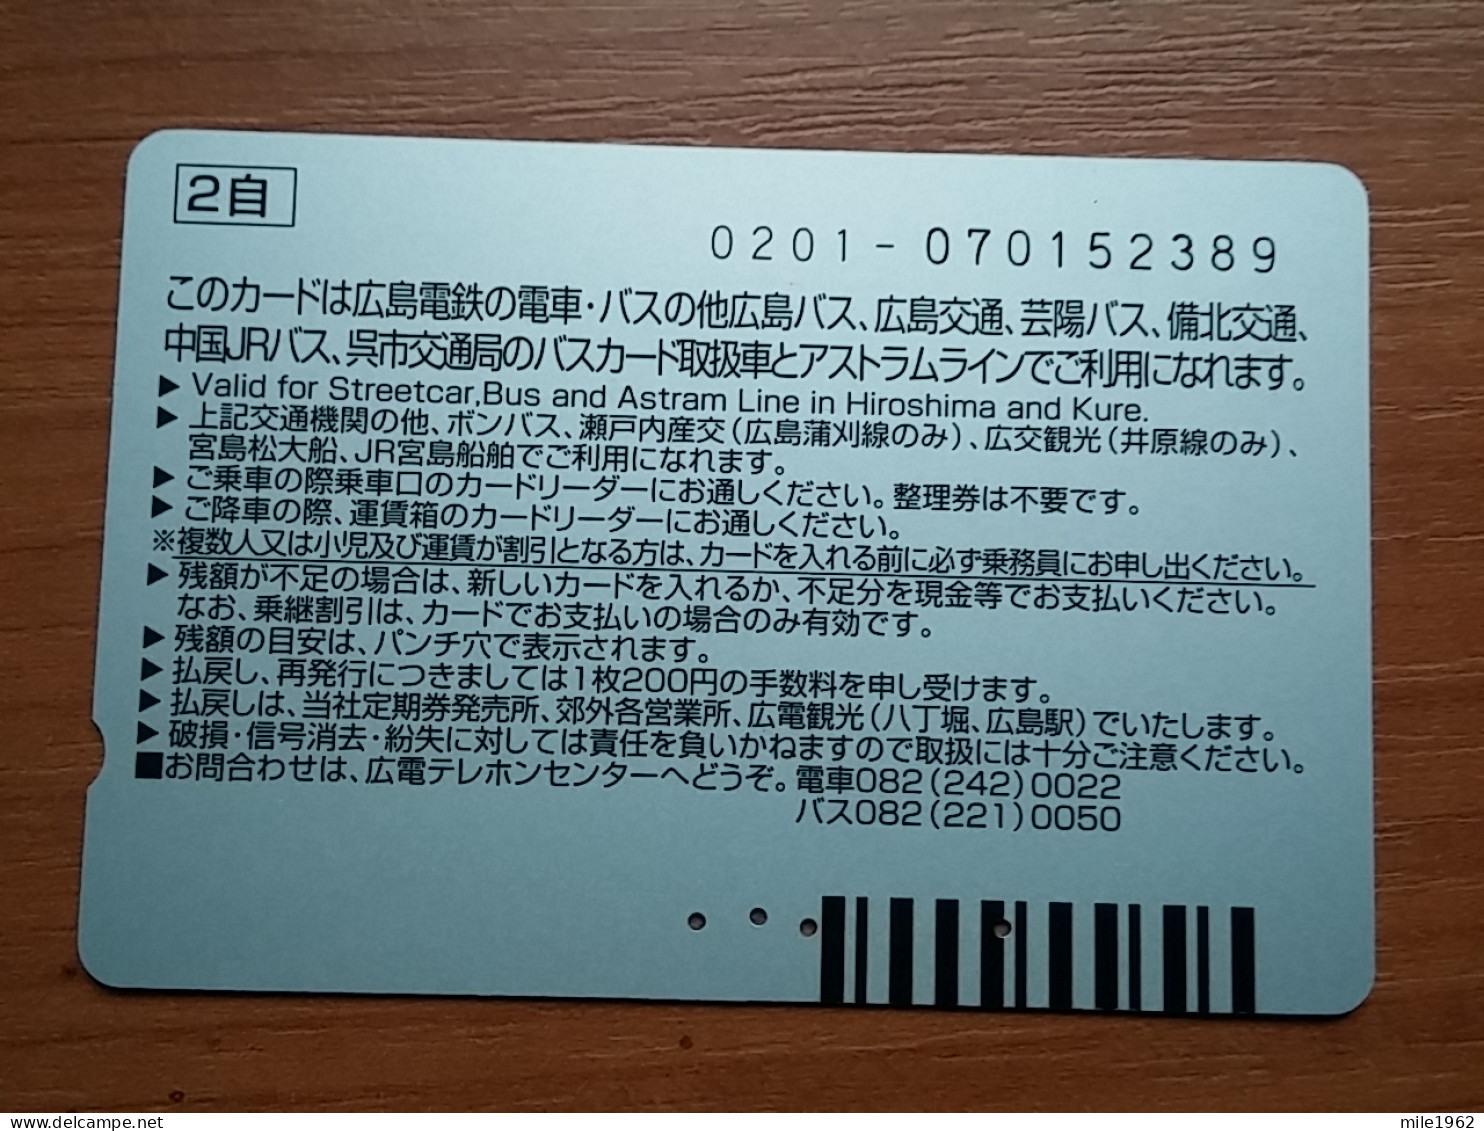 2自
0201-070152389
このカードは広島電鉄の電車・バスの他広島バス、広島交通、芸陽バス、備北交通、
中国JRバス、呉市交通局のバスカード取扱車とアストラムラインでご利用になれます。
▶ Valid for Streetcar,Bus and Astram Line in Hiroshima and Kure.
▶ 上記交通機関の他、ボンバス、瀬戸内産交(広島蒲刈線のみ)、広交観光(井原線のみ)、
宮島松大船、JR宮島船舶でご利用になれます。
▶ ご乗車の際乗車口のカードリーダーにお通しください。整理券は不要です。
▶ ご降車の際、運賃箱のカードリーダーにお通しください。
※複数人又は小児及び運賃が割引となる方は、カードを入れる前に必ず乗務員にお申し出ください。
▶ 残額が不足の場合は、新しいカードを入れるか、不足分を現金等でお支払いください。
なお、乗継割引は、カードでお支払いの場合のみ有効です。
▶ 残額の目安は、パンチ穴で表示されます。
▶ 払戻し、再発行につきましては1枚200円の手数料を申し受けます。
▶ 払戻しは、当社定期券発売所、郊外各営業所、広電観光(八丁堀、広島駅)でいたします。
▶ 破損・信号消去・紛失に対しては責任を負いかねますので取扱には十分ご注意ください。
■お問合わせは、広電テレホンセンターへどうぞ。電車082(242)0022
バス082(221)0050
mile1962